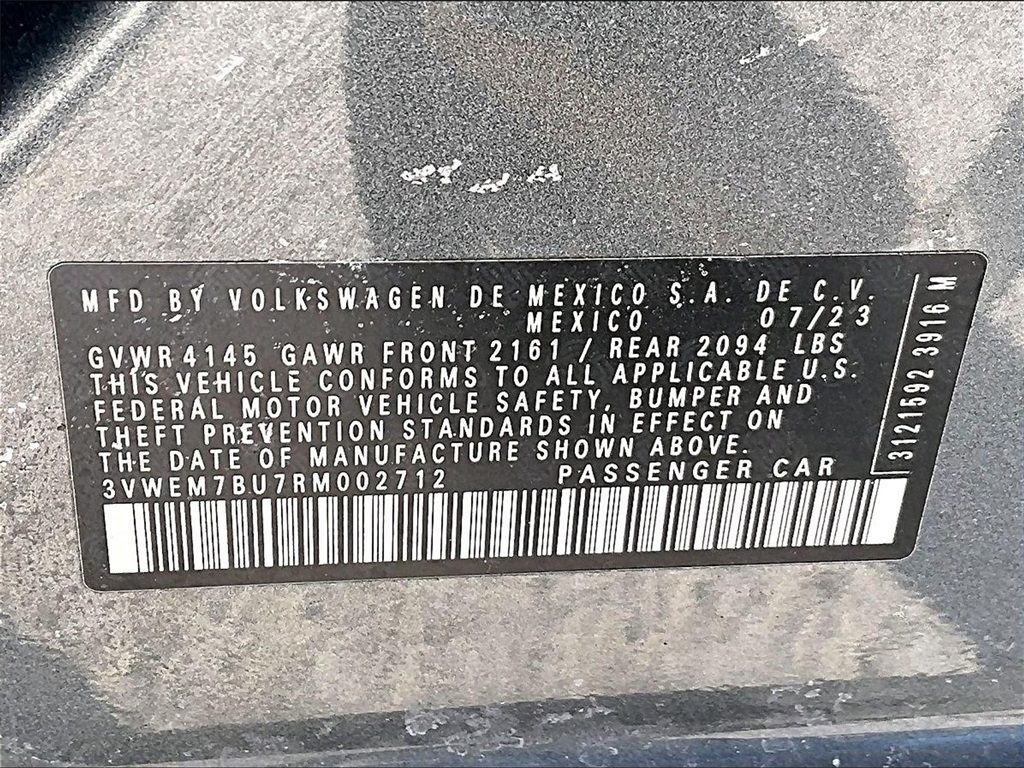 MFD BY VOLKSWAGEN DE MEXICO S.A. DE C.V.
MEXICO 07/23
GVWR 4145 GAWR FRONT 2161 / REAR 2094 LBS
THIS VEHICLE CONFORMS TO ALL APPLICABLE U.S.
FEDERAL MOTOR VEHICLE SAFETY, BUMPER AND
THEFT PREVENTION STANDARDS IN EFFECT ON
THE DATE OF MANUFACTURE SHOWN ABOVE.
3VWEM7BU7RM002712 PASSENGER CAR
3121592 3916 M